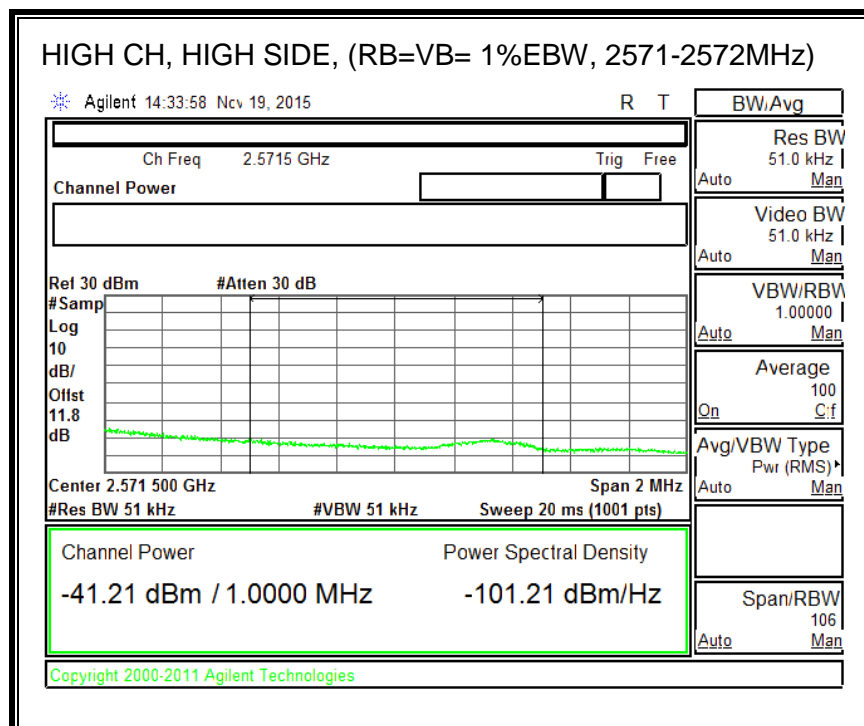 HIGH CH, HIGH SIDE, (RB=VB= 1%EBW, 2571-2572MHz)
Agilent 14:33:58 Nov 19, 2015 R T
Ch Freq 2.5715 GHz Trig Free
Channel Power
Ref 30 dBm #Atten 30 dB
#Samp
Log
10
dB/
Offst
11.8
dB
Center 2.571 500 GHz Span 2 MHz
#Res BW 51 kHz #VBW 51 kHz Sweep 20 ms (1001 pts)
Channel Power Power Spectral Density
-41.21 dBm / 1.0000 MHz -101.21 dBm/Hz
Copyright 2000-2011 Agilent Technologies
BW/Avg
Res BW
51.0 kHz
Auto Man
Video BW
51.0 kHz
Auto Man
VBW/RBW
1.00000
Auto Man
Average
100
On Off
Avg/VBW Type
Pwr (RMS)
Auto Man
Span/RBW
106
Auto Man